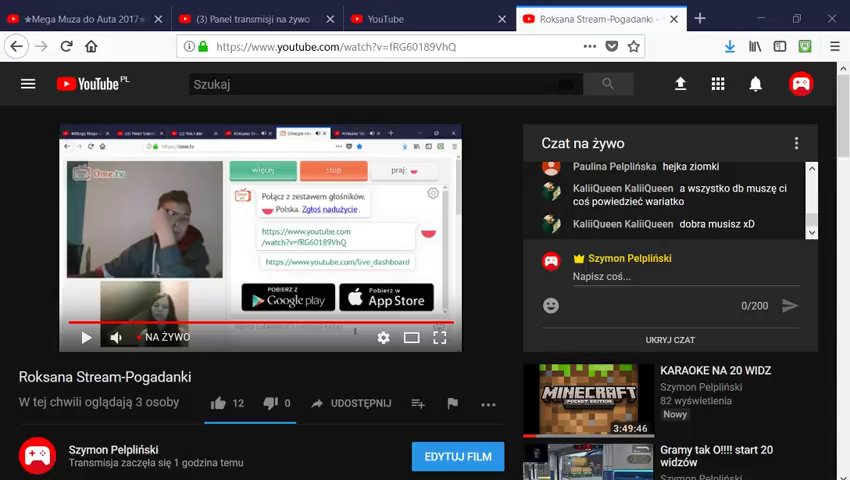 ★Mega Muza do Auta 2017★
(3) Panel transmisji na żywo
YouTube
Roksana Stream-Pogadanki
https://www.youtube.com/watch?v=fRG60189VhQ
YouTube PL
Szukaj
Ome.tv
więcej
stop
praj:
Połącz z zestawem głośników.
Polska. Zgłoś nadużycie.
https://www.youtube.com
/watch?v=fRG60189VhQ
https://www.youtube.com/live_dashboard
POBIERZ Z
Google play
POBIERZ W
App Store
NA ŻYWO
Roksana Stream-Pogadanki
W tej chwili oglądają 3 osoby
12
0
UDOSTĘPNIJ
Szymon Pelpliński
Transmisja zaczęła się 1 godzina temu
EDYTUJ FILM
Czat na żywo
Paulina Pelplińska hejka ziomki
KaliiQueen KaliiQueen a wszystko db muszę ci
coś powiedzieć wariatko
KaliiQueen KaliiQueen dobra musisz xD
Szymon Pelpliński
Napisz coś...
0/200
UKRYJ CZAT
MINECRAFT
3:49:46
KARAOKE NA 20 WIDZ
Szymon Pelpliński
82 wyświetlenia
Nowy
Gramy tak O!!!! start 20
widzów